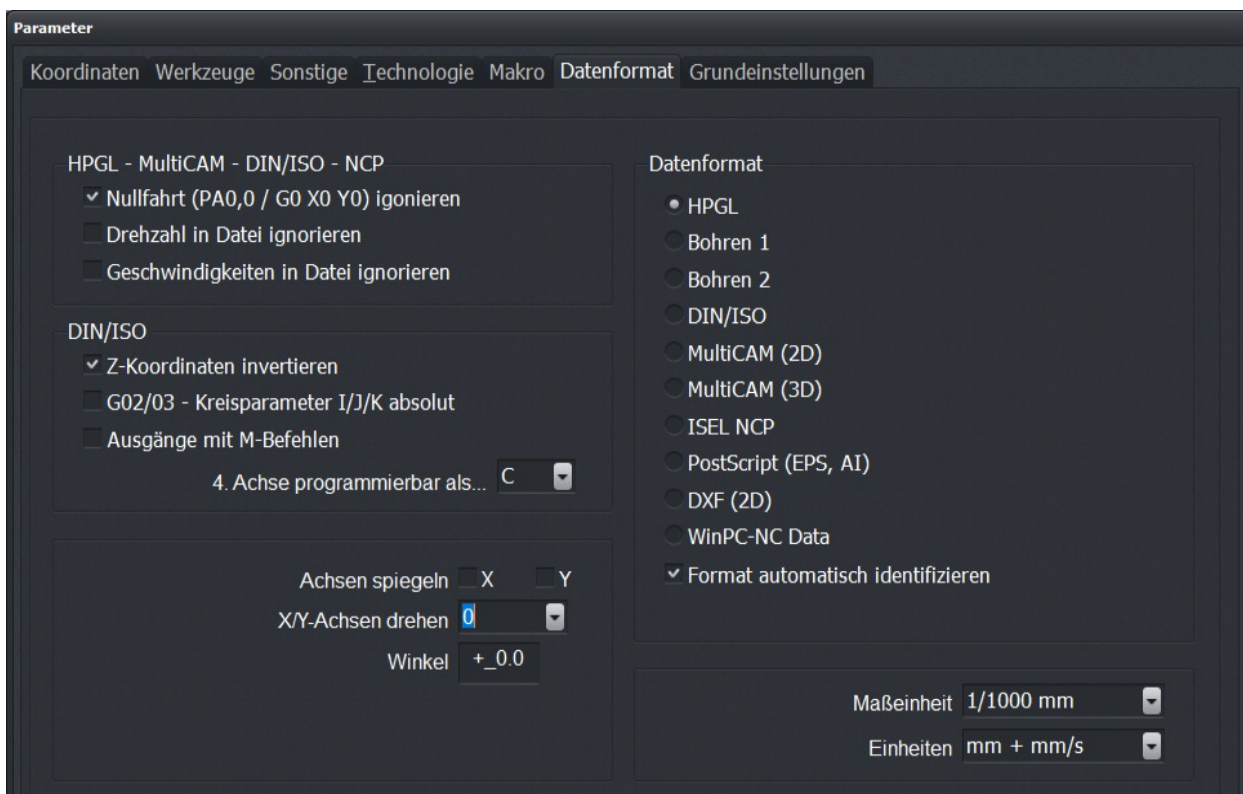 Parameter
Koordinaten Werkzeuge Sonstige Technologie Makro Datenformat Grundeinstellungen
HPGL - MultiCAM - DIN/ISO - NCP
Nullfahrt (PA0,0 / G0 X0 Y0) igonieren
Drehzahl in Datei ignorieren
Geschwindigkeiten in Datei ignorieren
DIN/ISO
Z-Koordinaten invertieren
G02/03 - Kreisparameter I/J/K absolut
Ausgänge mit M-Befehlen
4. Achse programmierbar als... C
Achsen spiegeln X Y
X/Y-Achsen drehen 0
Winkel +_0.0
Datenformat
HPGL
Bohren 1
Bohren 2
DIN/ISO
MultiCAM (2D)
MultiCAM (3D)
ISEL NCP
PostScript (EPS, AI)
DXF (2D)
WinPC-NC Data
Format automatisch identifizieren
Maßeinheit 1/1000 mm
Einheiten mm + mm/s